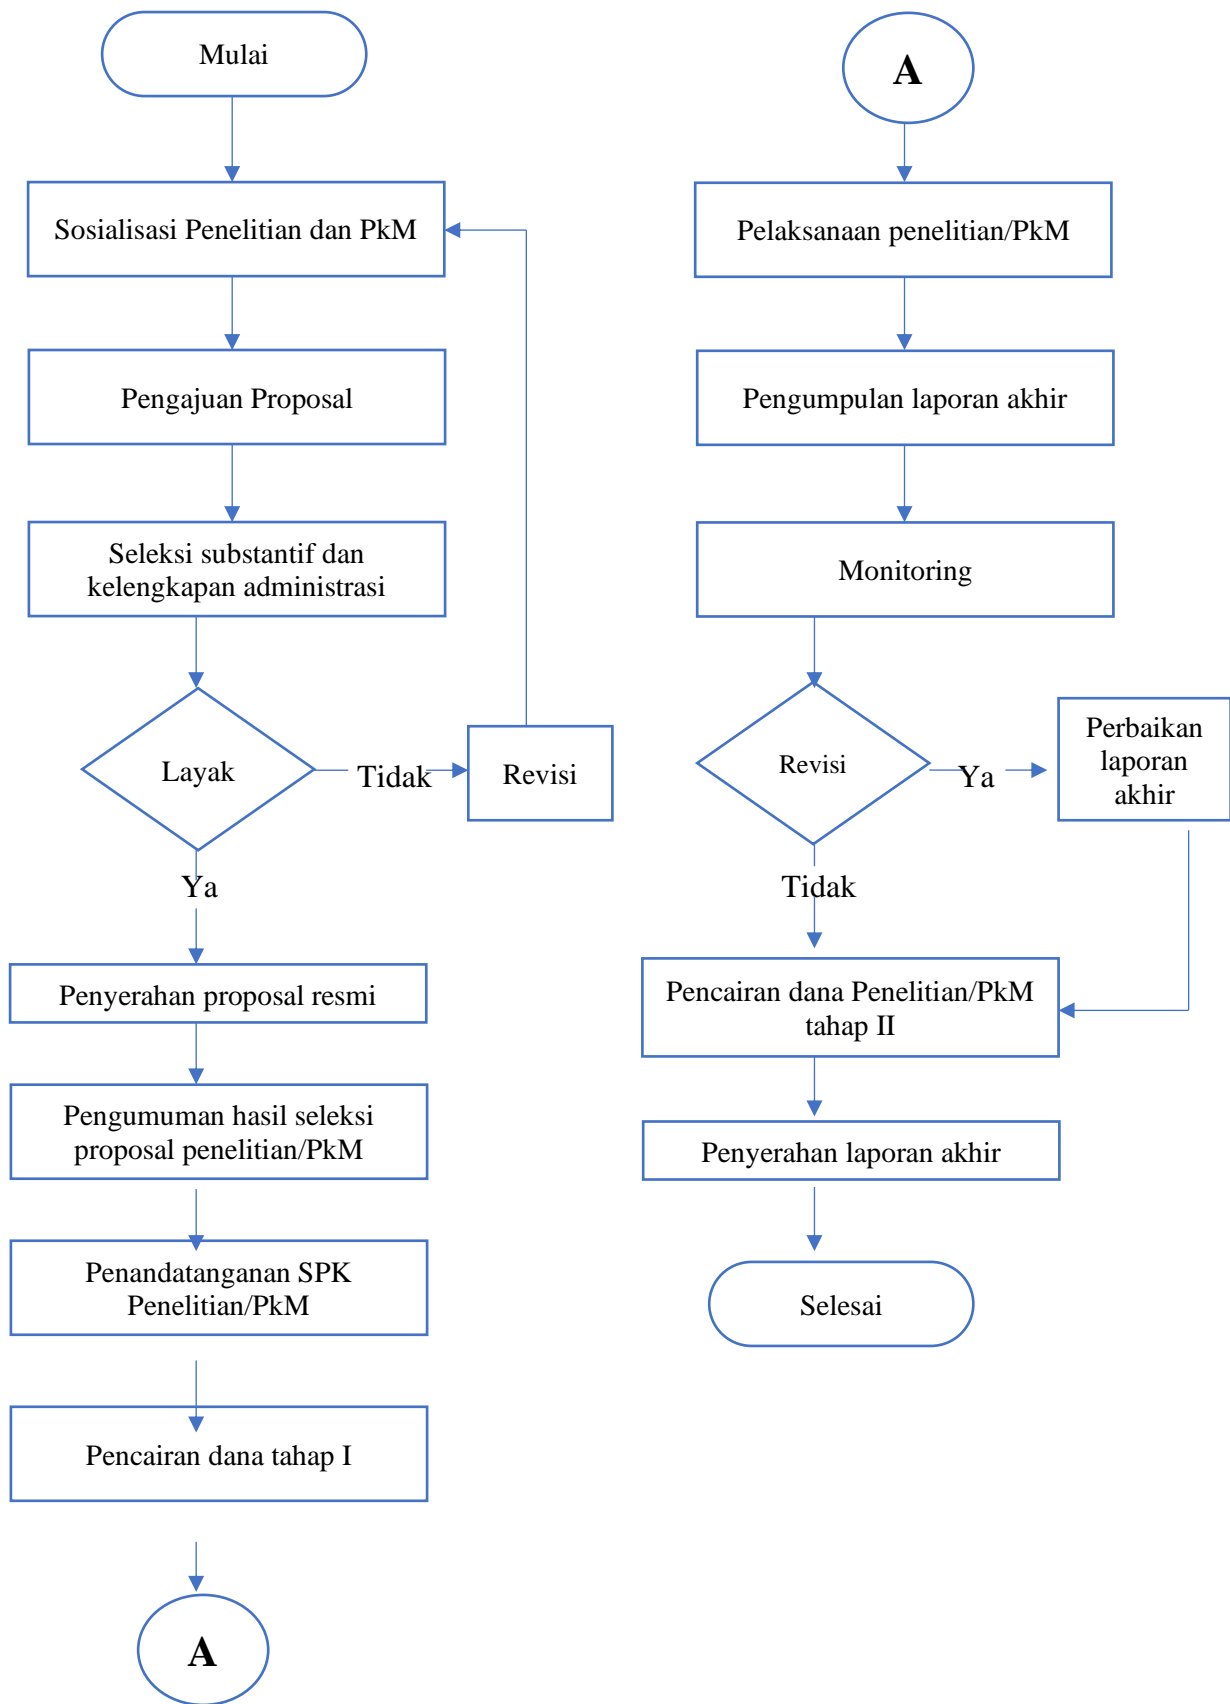 Mulai
Sosialisasi Penelitian dan PkM
Pengajuan Proposal
Seleksi substantif dan
kelengkapan administrasi
Layak
Tidak
Revisi
Ya
Penyerahan proposal resmi
Pengumuman hasil seleksi
proposal penelitian/PkM
Penandatanganan SPK
Penelitian/PkM
Pencairan dana tahap I
A
A
Pelaksanaan penelitian/PkM
Pengumpulan laporan akhir
Monitoring
Revisi
Ya
Perbaikan
laporan
akhir
Tidak
Pencairan dana Penelitian/PkM
tahap II
Penyerahan laporan akhir
Selesai